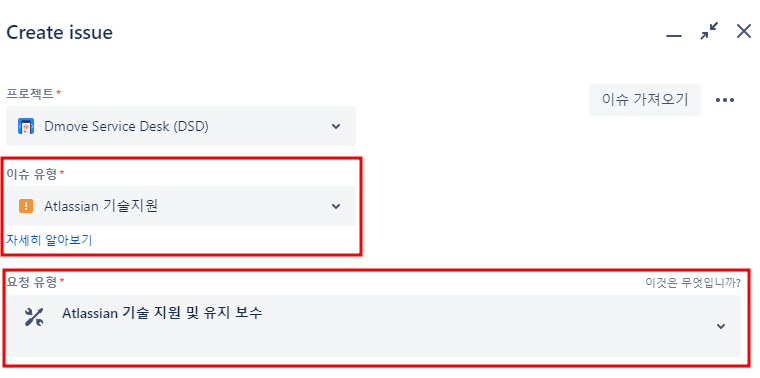 Create issue
프로젝트*
이슈 가져오기
Dmove Service Desk (DSD)
이슈 유형*
Atlassian 기술지원
자세히 알아보기
요청 유형*
이것은 무엇입니까?
Atlassian 기술 지원 및 유지 보수